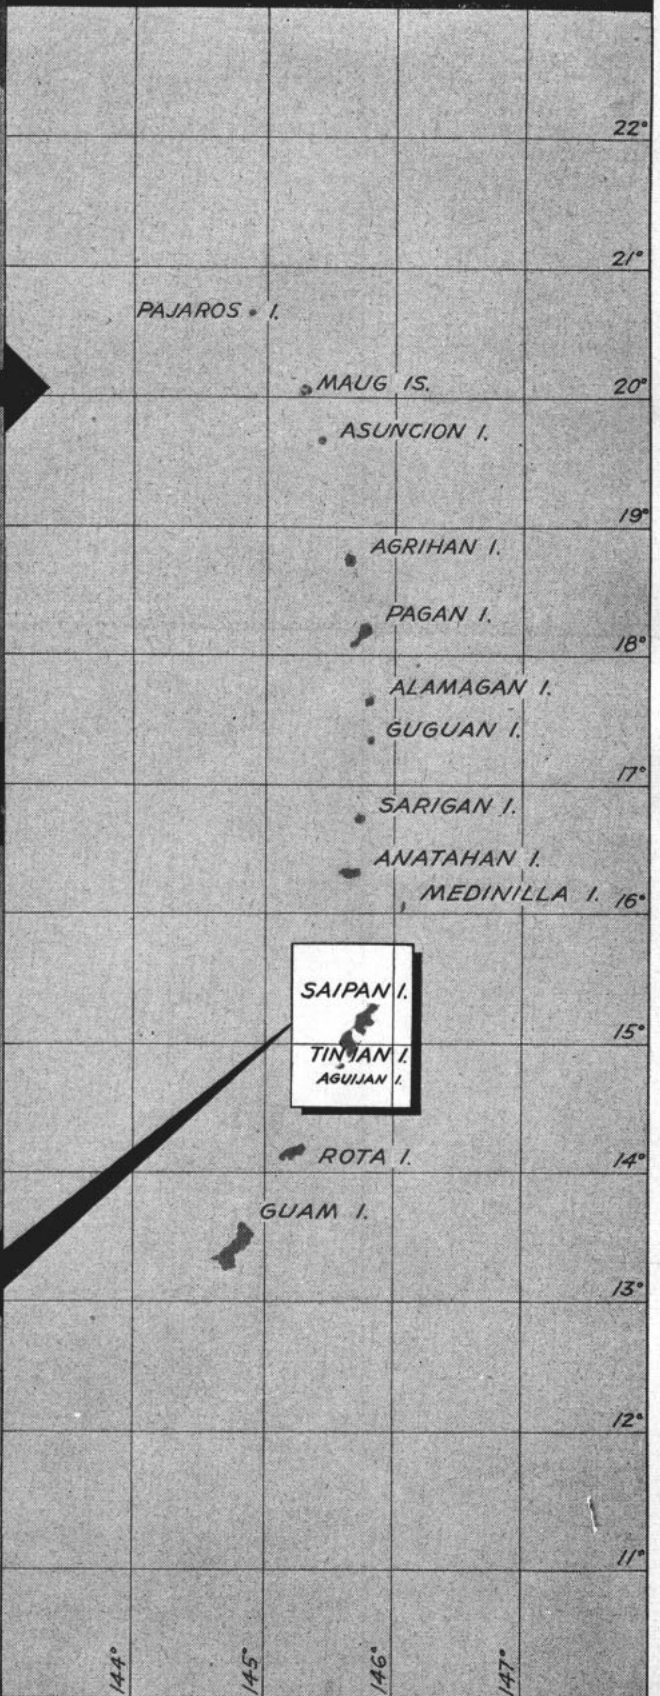 22°
21°
PAJAROS I.
MAUG IS.
20°
ASUNCION I.
19°
AGRIHAN I.
PAGAN I.
18°
ALAMAGAN I.
GUGUAN I.
17°
SARIGAN I.
ANATAHAN I.
MEDINILLA I.
16°
SAIPAN I.
15°
TINIAN I.
AGUIJAN I.
ROTA I.
14°
GUAM I.
13°
12°
11°
144°
145°
146°
147°